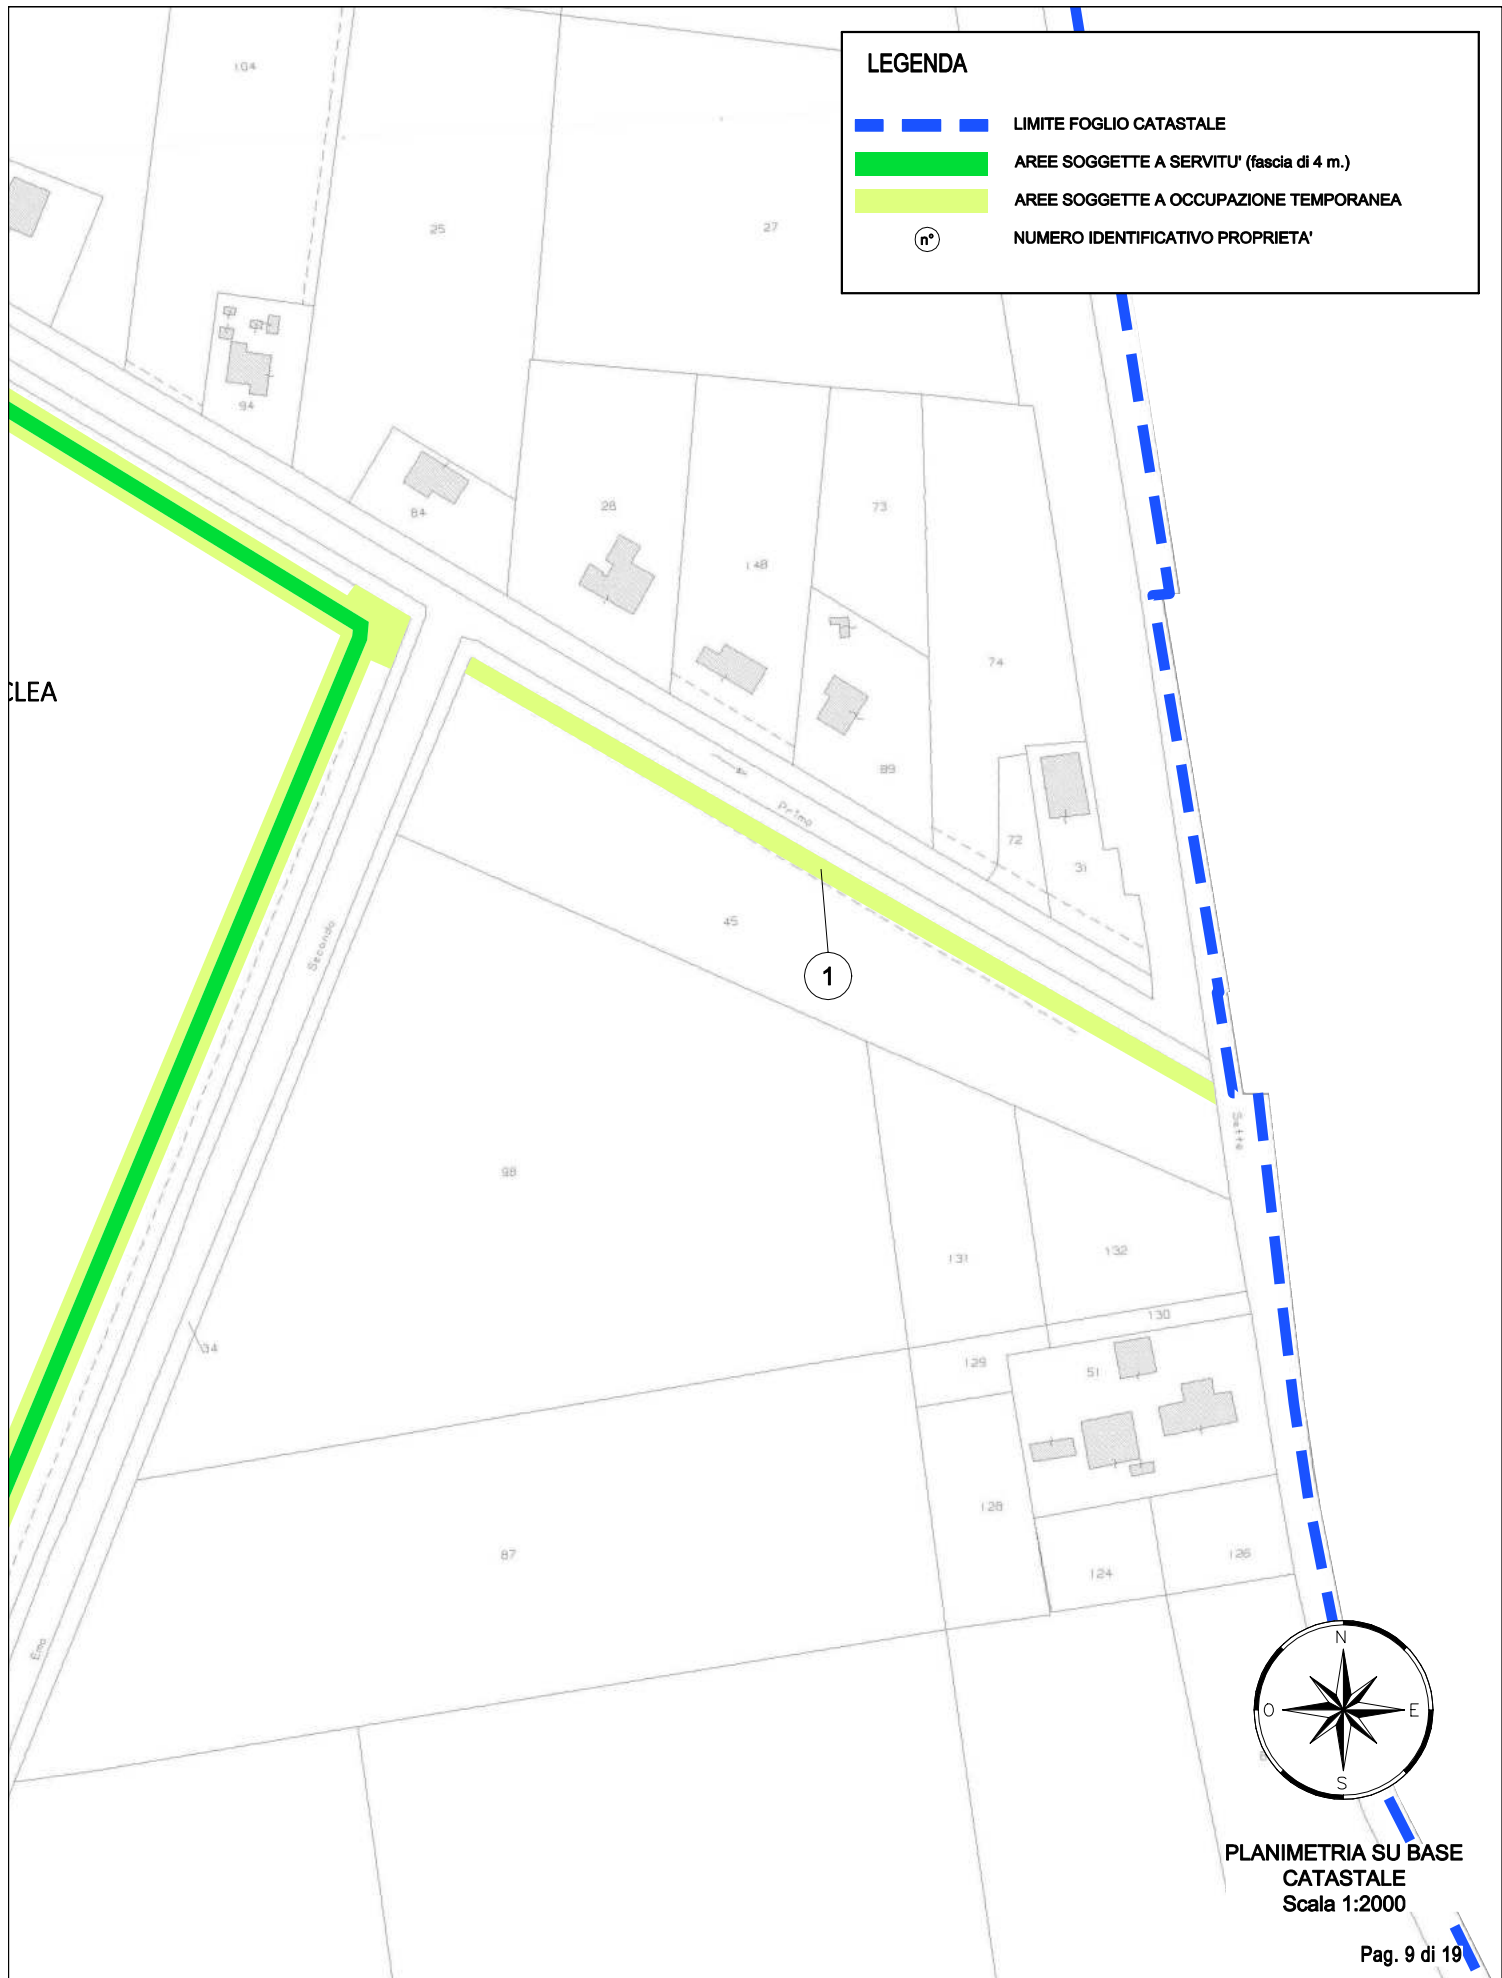 LEGENDA
LIMITE FOGLIO CATASTALE
AREE SOGGETTE A SERVITU' (fascia di 4 m.)
AREE SOGGETTE A OCCUPAZIONE TEMPORANEA
n° NUMERO IDENTIFICATIVO PROPRIETA'
104
25
27
94
84
28
148
73
74
CLEA
89
Primo
72
31
45
Secondo
1
Sette
98
131
132
130
34
129
51
128
87
124
126
Emo
N
O
E
S
PLANIMETRIA SU BASE
CATASTALE
Scala 1:2000
Pag. 9 di 19